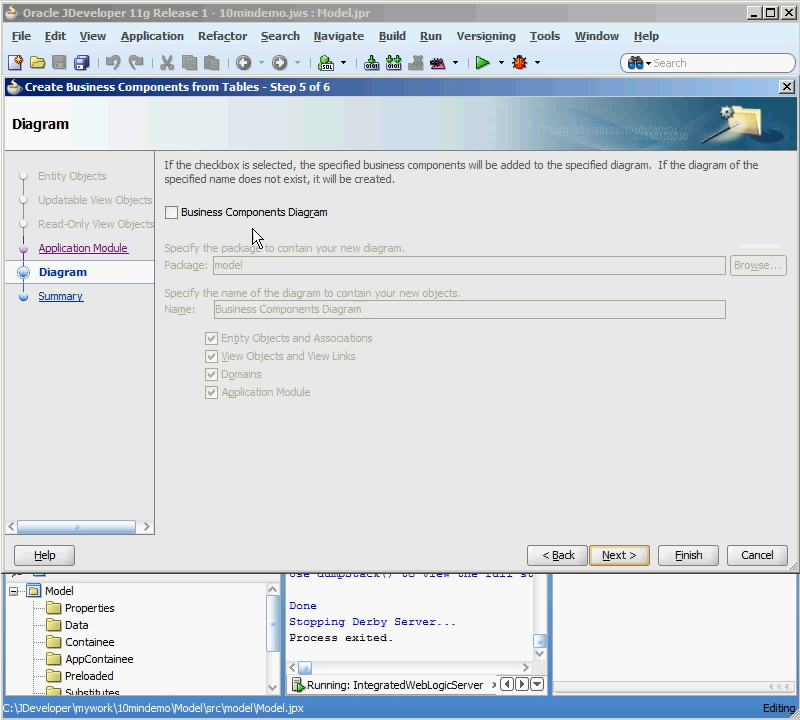 Oracle JDeveloper 11g Release 1 - 10mindemo.jws : Model.jpr
File Edit View Application Refactor Search Navigate Build Run Versioning Tools Window Help
Search
Create Business Components from Tables - Step 5 of 6
Diagram
If the checkbox is selected, the specified business components will be added to the specified diagram. If the diagram of the
specified name does not exist, it will be created.
Entity Objects
Updatable View Objects
Read-Only View Objects
Application Module
Diagram
Summary
Business Components Diagram
Specify the package to contain your new diagram.
Package: model Browse...
Specify the name of the diagram to contain your new objects.
Name: Business Components Diagram
Entity Objects and Associations
View Objects and View Links
Domains
Application Module
Help < Back Next > Finish Cancel
Model
Properties
Data
Containee
AppContainee
Preloaded
Substitutes
use dumpStack() to view the full st
Done
Stopping Derby Server...
Process exited.
Running: IntegratedWebLogicServer
C:\JDeveloper\mywork\10mindemo\Model\src\model\Model.jpx
Editing